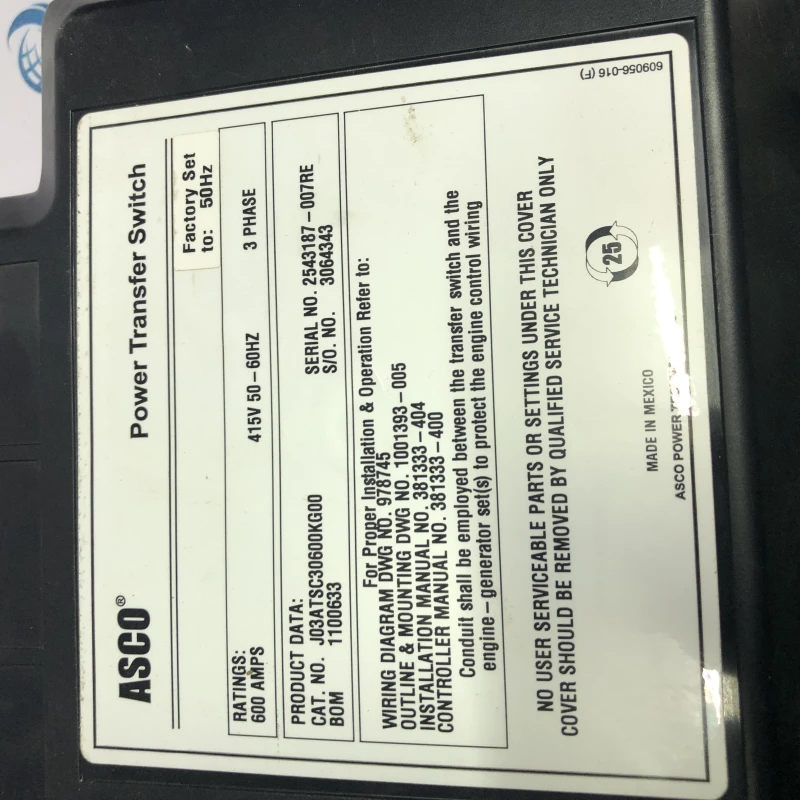 ASCO® Power Transfer Switch
Factory Set
to: 50Hz
RATINGS:
600 AMPS 415V 50-60HZ 3 PHASE
PRODUCT DATA:
CAT. NO. J03ATSC30600KG00 SERIAL NO. 2543187-007RE
BOM 1100633 S/O. NO. 3064343
For Proper Installation & Operation Refer to:
WIRING DIAGRAM DWG NO. 978745
OUTLINE & MOUNTING DWG NO. 1001393-005
INSTALLATION MANUAL NO. 381333-404
CONTROLLER MANUAL NO. 381333-400
Conduit shall be employed between the transfer switch and the
engine-generator set(s) to protect the engine control wiring
NO USER SERVICEABLE PARTS OR SETTINGS UNDER THIS COVER
COVER SHOULD BE REMOVED BY QUALIFIED SERVICE TECHNICIAN ONLY
25
MADE IN MEXICO
ASCO POWER
609056-016 (F)